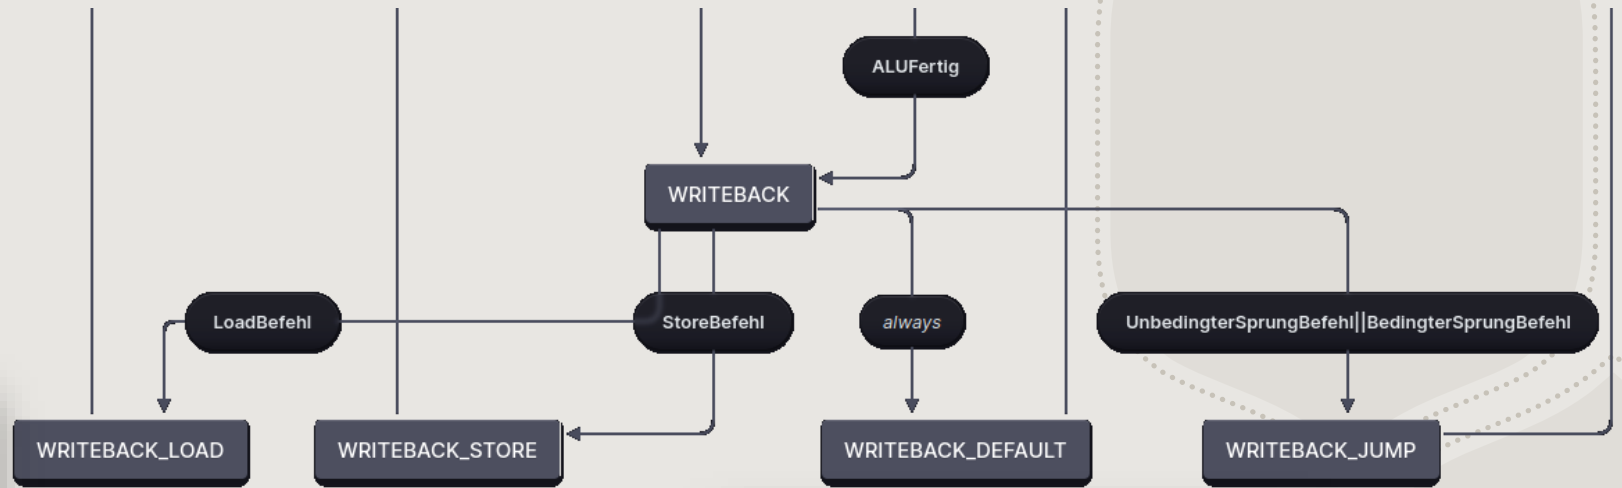 ALUFertig
WRITEBACK
LoadBefehl
StoreBefehl
always
UnbedingterSprungBefehl||BedingterSprungBefehl
WRITEBACK_LOAD
WRITEBACK_STORE
WRITEBACK_DEFAULT
WRITEBACK_JUMP